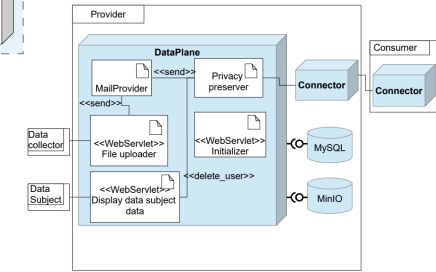 Provider
DataPlane
<<send>>
MailProvider
Privacy
preserver
<<send>>
Data
collector
<<WebServlet>>
File uploader
<<WebServlet>>
Initializer
<<delete_user>>
Data
Subject
<<WebServlet>>
Display data subject
data
Connector
Consumer
Connector
MySQL
MinIO